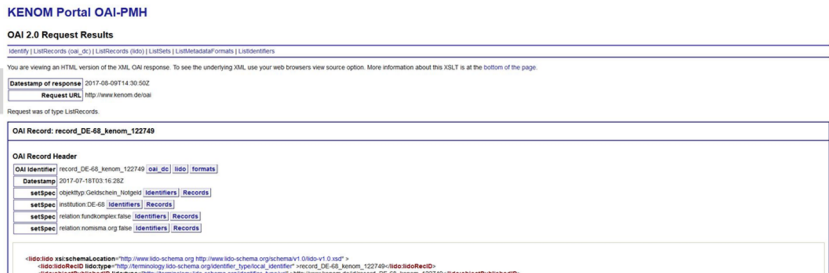 KENOM Portal OAI-PMH
OAI 2.0 Request Results
Identify | ListRecords (oai_dc) | ListRecords (lido) | ListSets | ListMetadataFormats | ListIdentifiers
You are viewing an HTML version of the XML OAI response. To see the underlying XML use your web browsers view source option. More information about this XSLT is at the bottom of the page.
Datestamp of response 2017-08-09T14:30:50Z
Request URL http://www.kenom.de/oai
Request was of type ListRecords.
OAI Record: record_DE-68_kenom_122749
OAI Record Header
OAI Identifier record_DE-68_kenom_122749 oai_dc lido formats
Datestamp 2017-07-18T03:16:28Z
setSpec objekttyp:Geldschein_Notgeld Identifiers Records
setSpec institution:DE-68 Identifiers Records
setSpec relation:fundkomplex:false Identifiers Records
setSpec relation:nomisma.org:false Identifiers Records
<lido:lido xsi:schemaLocation="http://www.lido-schema.org http://www.lido-schema.org/schema/v1.0/lido-v1.0.xsd" >
<lido:lidoRecID lido:type="http://terminology.lido-schema.org/identifier_type/local_identifier" >record_DE-68_kenom_122749</lido:lidoRecID>